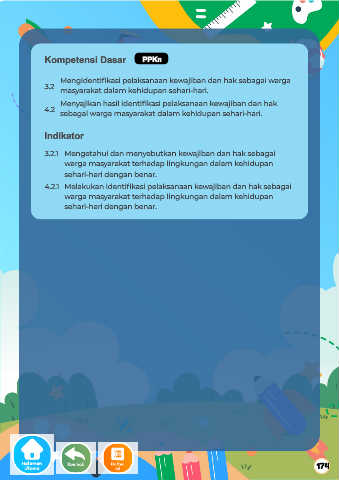 Kompetensi Dasar PPKn
3.2 Mengidentifikasi pelaksanaan kewajiban dan hak sebagai warga
masyarakat dalam kehidupan sehari-hari.
4.2 Menyajikan hasil identifikasi pelaksanaan kewajiban dan hak
sebagai warga masyarakat dalam kehidupan sehari-hari.
Indikator
3.2.1 Mengetahui dan menyebutkan kewajiban dan hak sebagai
warga masyarakat terhadap lingkungan dalam kehidupan
sehari-hari dengan benar.
4.2.1 Melakukan identifikasi pelaksanaan kewajiban dan hak sebagai
warga masyarakat terhadap lingkungan dalam kehidupan
sehari-hari dengan benar.
Halaman
Utama
174